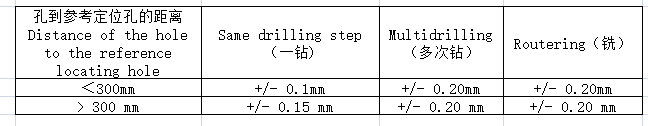 孔到参考定位孔的距离
Distance of the hole
to the reference
locating hole
Same drilling step
(一钻)
Multidrilling
(多次钻)
Routering (铣)
<300mm
+/- 0.1mm
+/- 0.20mm
+/- 0.20mm
> 300 mm
+/- 0.15 mm
+/- 0.20 mm
+/- 0.20 mm